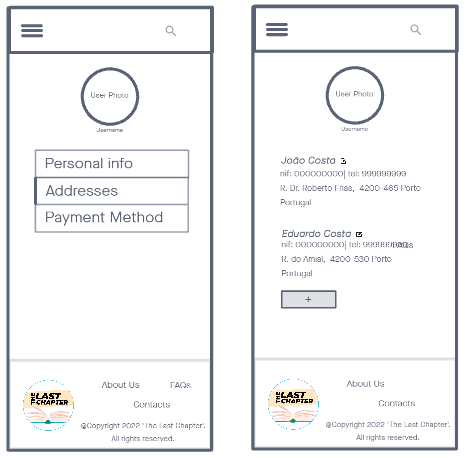 User Photo
Username
Personal info
Addresses
Payment Method
THE LAST CHAPTER
About Us
FAQs
Contacts
@Copyright 2022 'The Last Chapter'.
All rights reserved.
User Photo
Username
João Costa
nif: 000000000| tel: 999999999
R. Dr. Roberto Frias, 4200-465 Porto
Portugal
Eduardo Costa
nif: 000000000| tel: 999999999
FAQs
R. do Amial, 4200-530 Porto
Portugal
+
THE LAST CHAPTER
About Us
Contacts
@Copyright 2022 'The Last Chapter'.
All rights reserved.